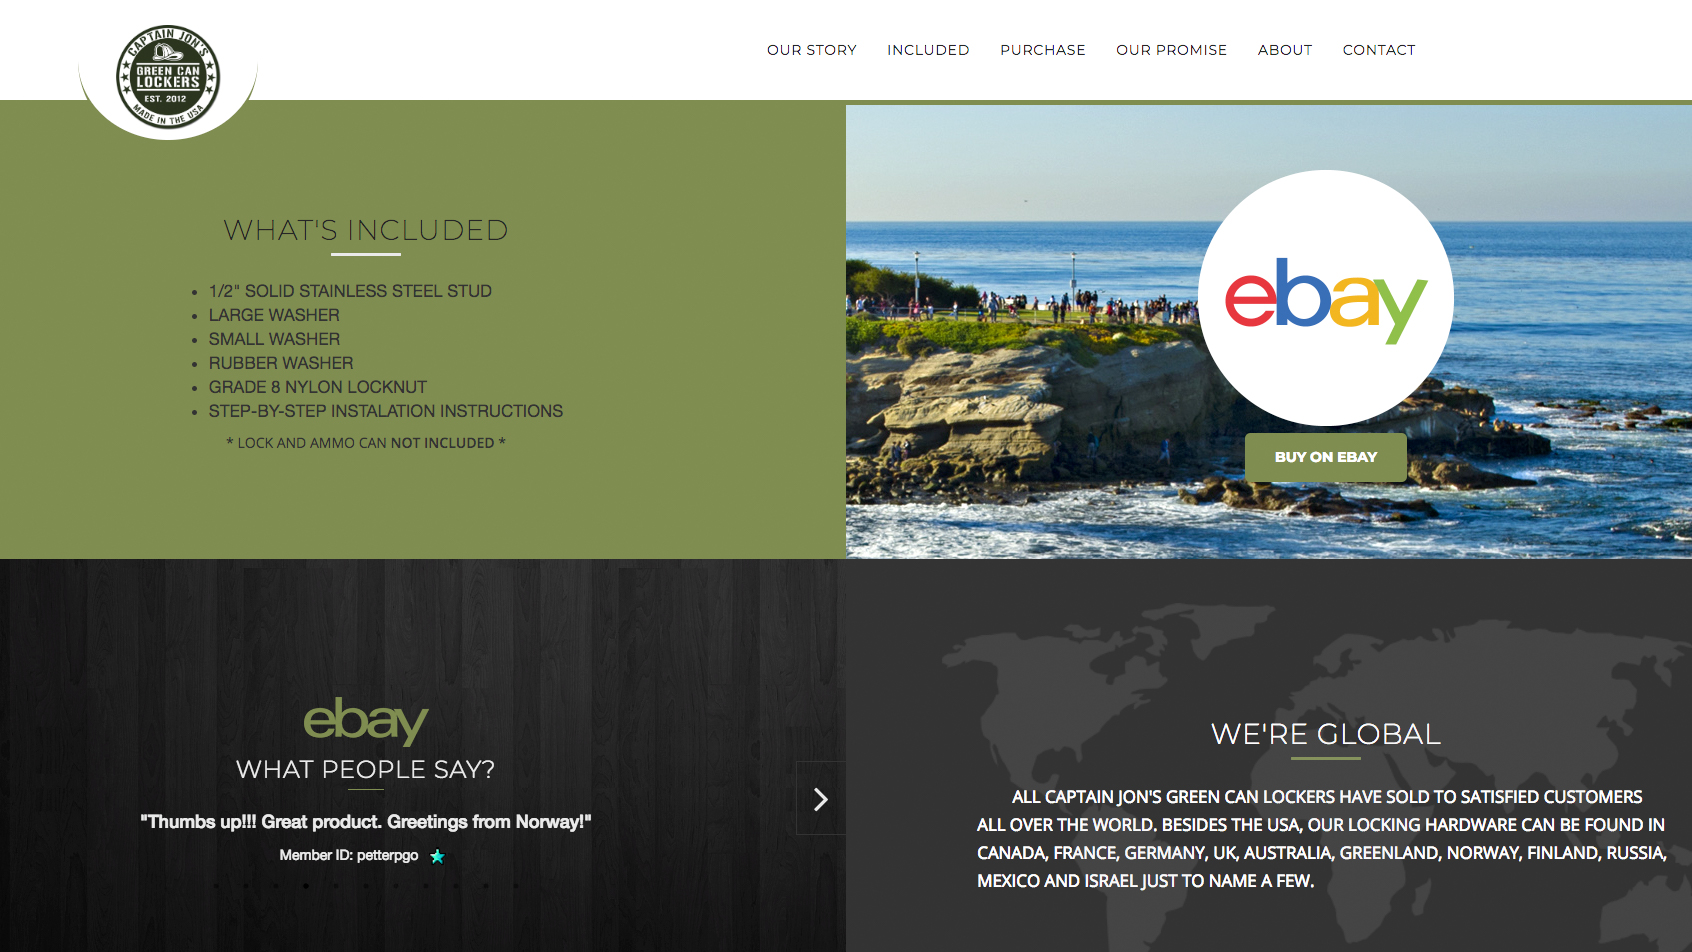 CAPTAIN JON'S
GREEN CAN
LOCKERS
EST. 2012
MADE IN THE USA
OUR STORY
INCLUDED
PURCHASE
OUR PROMISE
ABOUT
CONTACT
WHAT'S INCLUDED
1/2" SOLID STAINLESS STEEL STUD
LARGE WASHER
SMALL WASHER
RUBBER WASHER
GRADE 8 NYLON LOCKNUT
STEP-BY-STEP INSTALATION INSTRUCTIONS
* LOCK AND AMMO CAN NOT INCLUDED *
ebay
BUY ON EBAY
ebay
WHAT PEOPLE SAY?
"Thumbs up!!! Great product. Greetings from Norway!"
Member ID: petterpgo
WE'RE GLOBAL
ALL CAPTAIN JON'S GREEN CAN LOCKERS HAVE SOLD TO SATISFIED CUSTOMERS
ALL OVER THE WORLD. BESIDES THE USA, OUR LOCKING HARDWARE CAN BE FOUND IN
CANADA, FRANCE, GERMANY, UK, AUSTRALIA, GREENLAND, NORWAY, FINLAND, RUSSIA,
MEXICO AND ISRAEL JUST TO NAME A FEW.